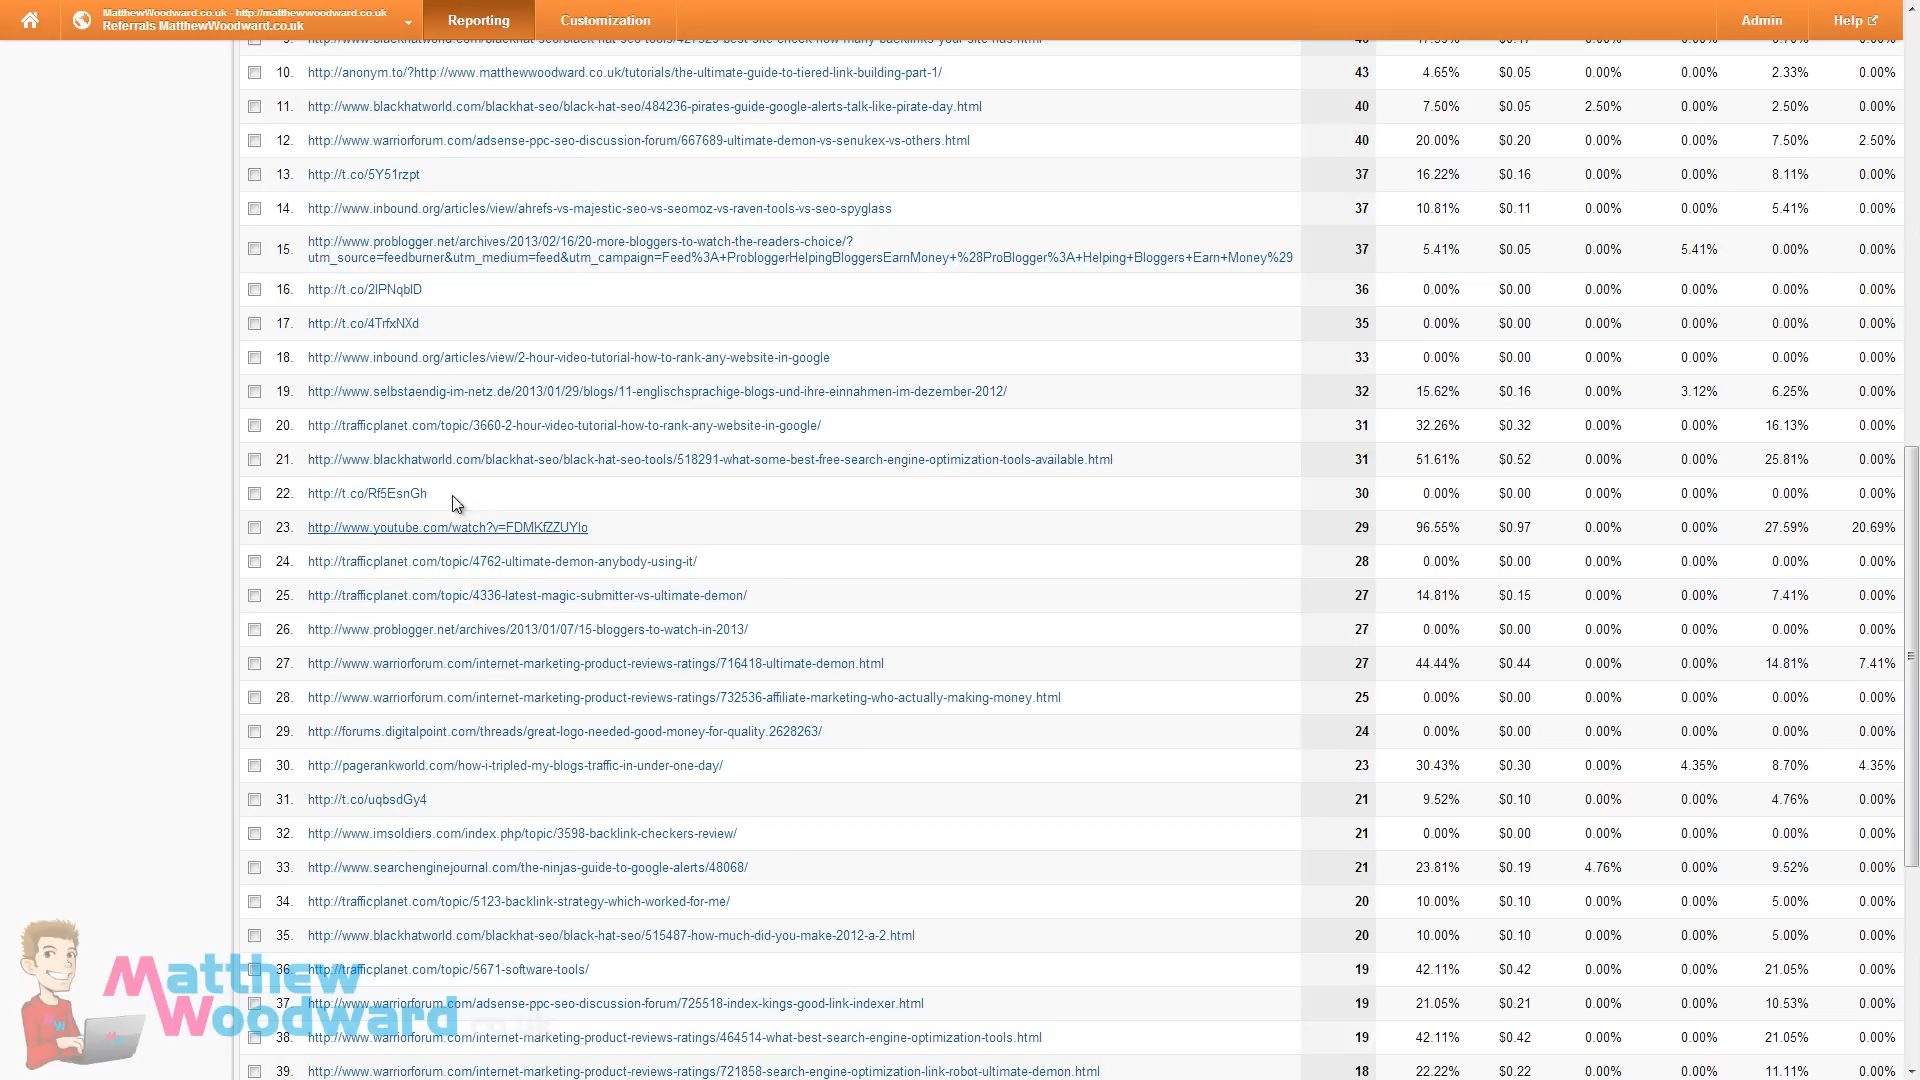 MatthewWoodward.co.uk - http://matthewwoodward.co.uk
Referrals MatthewWoodward.co.uk
Reporting
Customization
Admin
Help
10. http://anonym.to/?http://www.matthewwoodward.co.uk/tutorials/the-ultimate-guide-to-tiered-link-building-part-1/ 43 4.65% $0.05 0.00% 0.00% 2.33% 0.00%
11. http://www.blackhatworld.com/blackhat-seo/black-hat-seo/484236-pirates-guide-google-alerts-talk-like-pirate-day.html 40 7.50% $0.05 2.50% 0.00% 2.50% 0.00%
12. http://www.warriorforum.com/adsense-ppc-seo-discussion-forum/667689-ultimate-demon-vs-senukex-vs-others.html 40 20.00% $0.20 0.00% 0.00% 7.50% 2.50%
13. http://t.co/5Y51rzpt 37 16.22% $0.16 0.00% 0.00% 8.11% 0.00%
14. http://www.inbound.org/articles/view/ahrefs-vs-majestic-seo-vs-seomoz-vs-raven-tools-vs-seo-spyglass 37 10.81% $0.11 0.00% 0.00% 5.41% 0.00%
15. http://www.problogger.net/archives/2013/02/16/20-more-bloggers-to-watch-the-readers-choice/?
utm_source=feedburner&utm_medium=feed&utm_campaign=Feed%3A+ProbloggerHelpingBloggersEarnMoney+%28ProBlogger%3A+Helping+Bloggers+Earn+Money%29 37 5.41% $0.05 0.00% 5.41% 0.00% 0.00%
16. http://t.co/2IPNqbID 36 0.00% $0.00 0.00% 0.00% 0.00% 0.00%
17. http://t.co/4TrfxNXd 35 0.00% $0.00 0.00% 0.00% 0.00% 0.00%
18. http://www.inbound.org/articles/view/2-hour-video-tutorial-how-to-rank-any-website-in-google 33 0.00% $0.00 0.00% 0.00% 0.00% 0.00%
19. http://www.selbstaendig-im-netz.de/2013/01/29/blogs/11-englischsprachige-blogs-und-ihre-einnahmen-im-dezember-2012/ 32 15.62% $0.16 0.00% 3.12% 6.25% 0.00%
20. http://trafficplanet.com/topic/3660-2-hour-video-tutorial-how-to-rank-any-website-in-google/ 31 32.26% $0.32 0.00% 0.00% 16.13% 0.00%
21. http://www.blackhatworld.com/blackhat-seo/black-hat-seo-tools/518291-what-some-best-free-search-engine-optimization-tools-available.html 31 51.61% $0.52 0.00% 0.00% 25.81% 0.00%
22. http://t.co/Rf5EsnGh 30 0.00% $0.00 0.00% 0.00% 0.00% 0.00%
23. http://www.youtube.com/watch?v=FDMKfZZUYIo 29 96.55% $0.97 0.00% 0.00% 27.59% 20.69%
24. http://trafficplanet.com/topic/4762-ultimate-demon-anybody-using-it/ 28 0.00% $0.00 0.00% 0.00% 0.00% 0.00%
25. http://trafficplanet.com/topic/4336-latest-magic-submitter-vs-ultimate-demon/ 27 14.81% $0.15 0.00% 0.00% 7.41% 0.00%
26. http://www.problogger.net/archives/2013/01/07/15-bloggers-to-watch-in-2013/ 27 0.00% $0.00 0.00% 0.00% 0.00% 0.00%
27. http://www.warriorforum.com/internet-marketing-product-reviews-ratings/716418-ultimate-demon.html 27 44.44% $0.44 0.00% 0.00% 14.81% 7.41%
28. http://www.warriorforum.com/internet-marketing-product-reviews-ratings/732536-affiliate-marketing-who-actually-making-money.html 25 0.00% $0.00 0.00% 0.00% 0.00% 0.00%
29. http://forums.digitalpoint.com/threads/great-logo-needed-good-money-for-quality.2628263/ 24 0.00% $0.00 0.00% 0.00% 0.00% 0.00%
30. http://pagerankworld.com/how-i-tripled-my-blogs-traffic-in-under-one-day/ 23 30.43% $0.30 0.00% 4.35% 8.70% 4.35%
31. http://t.co/uqbsdGy4 21 9.52% $0.10 0.00% 0.00% 4.76% 0.00%
32. http://www.imsoldiers.com/index.php/topic/3598-backlink-checkers-review/ 21 0.00% $0.00 0.00% 0.00% 0.00% 0.00%
33. http://www.searchenginejournal.com/the-ninjas-guide-to-google-alerts/48068/ 21 23.81% $0.19 4.76% 0.00% 9.52% 0.00%
34. http://trafficplanet.com/topic/5123-backlink-strategy-which-worked-for-me/ 20 10.00% $0.10 0.00% 0.00% 5.00% 0.00%
35. http://www.blackhatworld.com/blackhat-seo/black-hat-seo/515487-how-much-did-you-make-2012-a-2.html 20 10.00% $0.10 0.00% 0.00% 5.00% 0.00%
36. http://trafficplanet.com/topic/5671-software-tools/ 19 42.11% $0.42 0.00% 0.00% 21.05% 0.00%
37. http://www.warriorforum.com/adsense-ppc-seo-discussion-forum/725518-index-kings-good-link-indexer.html 19 21.05% $0.21 0.00% 0.00% 10.53% 0.00%
38. http://www.warriorforum.com/internet-marketing-product-reviews-ratings/464514-what-best-search-engine-optimization-tools.html 19 42.11% $0.42 0.00% 0.00% 21.05% 0.00%
39. http://www.warriorforum.com/internet-marketing-product-reviews-ratings/721858-search-engine-optimization-link-robot-ultimate-demon.html 18 22.22% $0.22 0.00% 0.00% 11.11% 0.00%
Matthew
Woodward